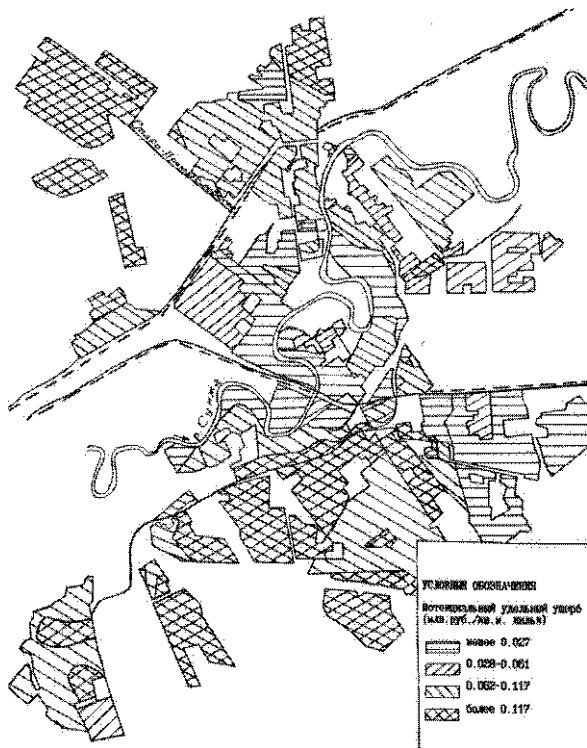 УСЛОВНЫЕ ОБОЗНАЧЕНИЯ
Потенциальный удельный ущерб
(млн.руб./кв.м. жилья)
менее 0.027
0.028-0.061
0.062-0.117
более 0.117